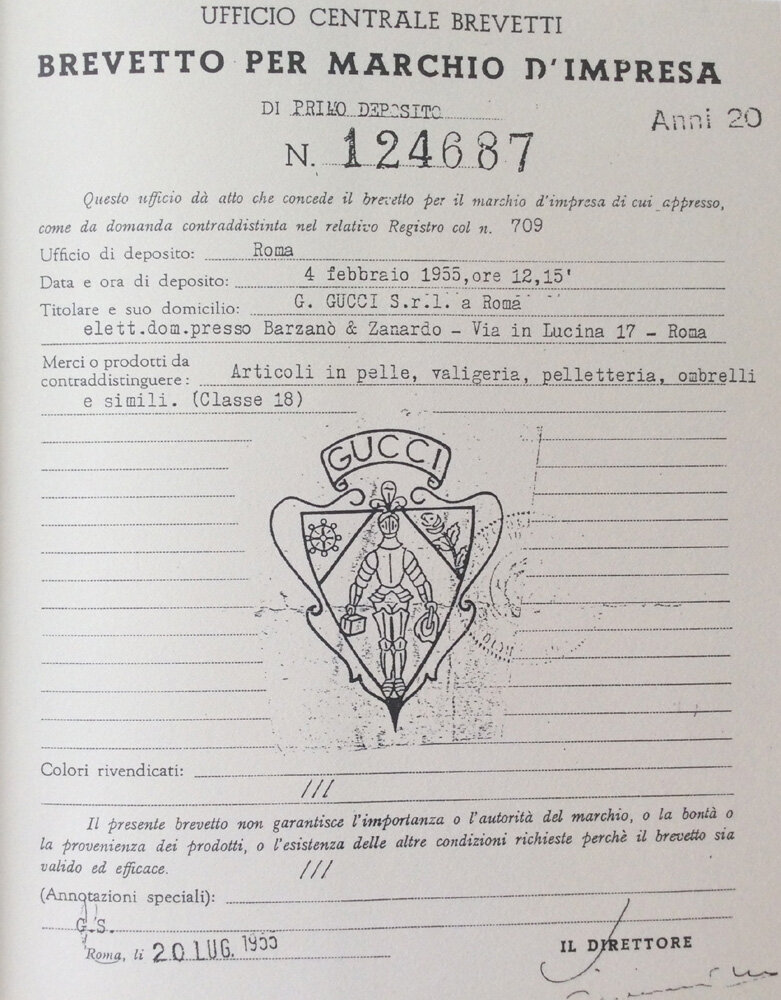 UFFICIO CENTRALE BREVETTI
BREVETTO PER MARCHIO D'IMPRESA
DI PRIMO DEPOSITO
Anni 20
N. 124687
Questo ufficio dà atto che concede il brevetto per il marchio d'impresa di cui appresso,
come da domanda contraddistinta nel relativo Registro col n. 709
Ufficio di deposito: Roma
Data e ora di deposito: 4 febbraio 1955,ore 12,15'
Titolare e suo domicilio: G. GUCCI S.r.l. a Roma
elett.dom.presso Barzanò & Zanardo - Via in Lucina 17 - Roma
Merci o prodotti da
contraddistinguere: Articoli in pelle, valigeria, pelletteria, ombrelli
e simili. (Classe 18)
GUCCI
Colori rivendicati:
///
Il presente brevetto non garantisce l'importanza o l'autorità del marchio, o la bontà o
la provenienza dei prodotti, o l'esistenza delle altre condizioni richieste perchè il brevetto sia
valido ed efficace. ///
(Annotazioni speciali):
G.S.
Roma, li 20 LUG. 1955
IL DIRETTORE